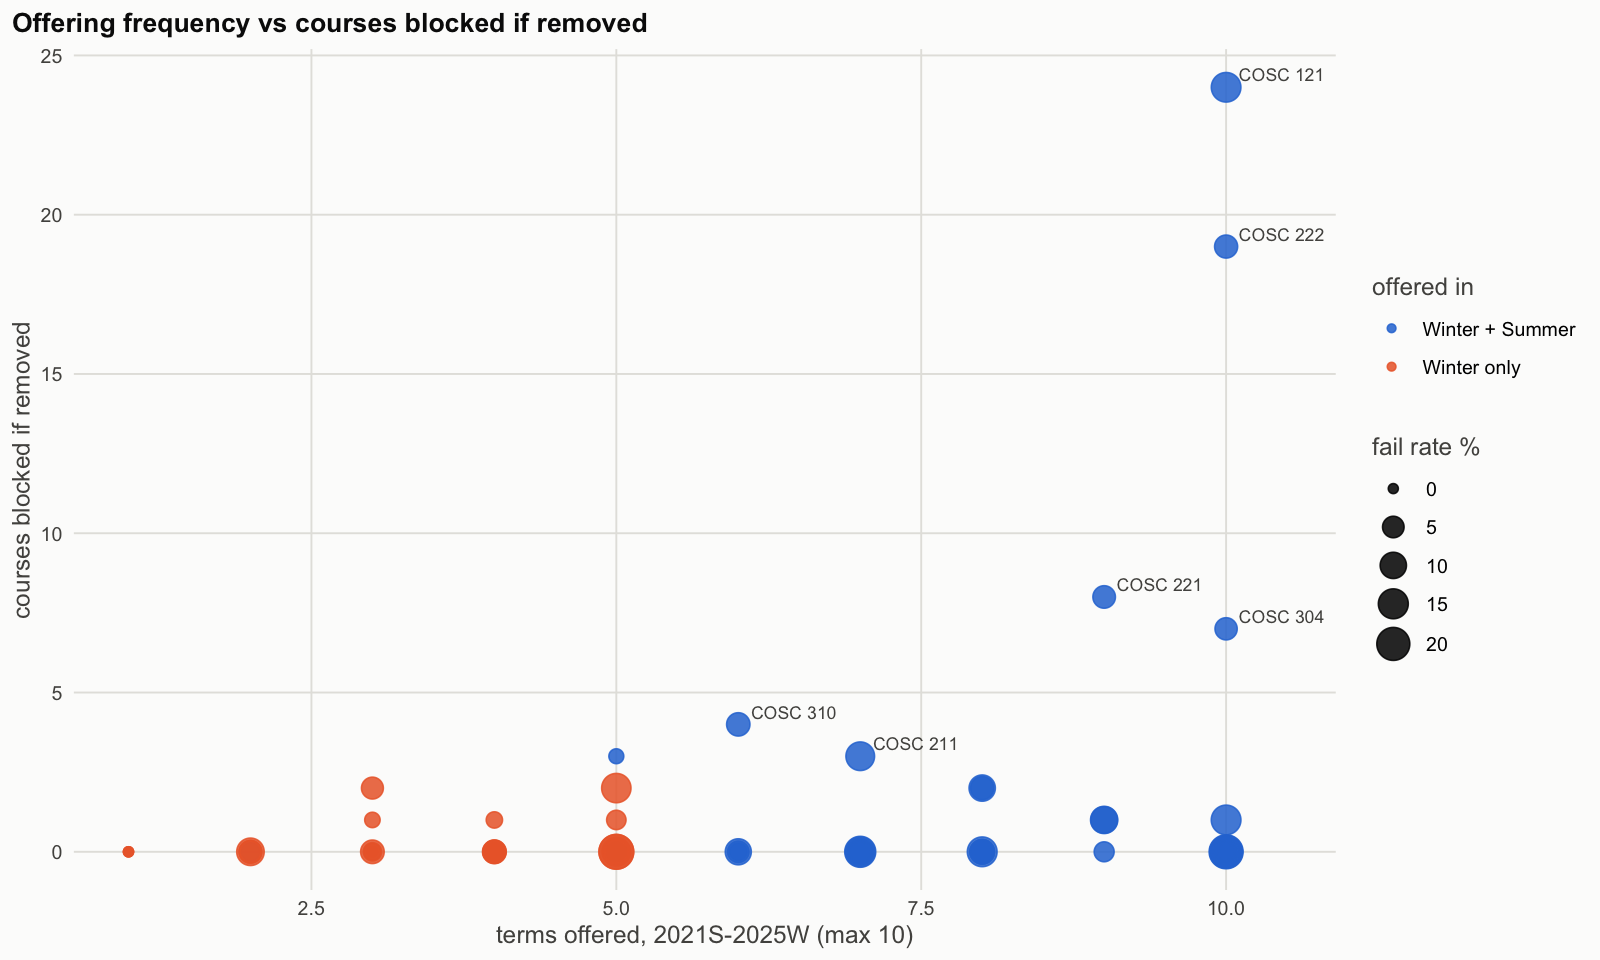 Offering frequency vs courses blocked if removed
25
20
15
10
5
0
courses blocked if removed
COSC 121
COSC 222
COSC 221
COSC 304
COSC 310
COSC 211
2.5
5.0
7.5
10.0
terms offered, 2021S-2025W (max 10)
offered in
Winter + Summer
Winter only
fail rate %
0
5
10
15
20